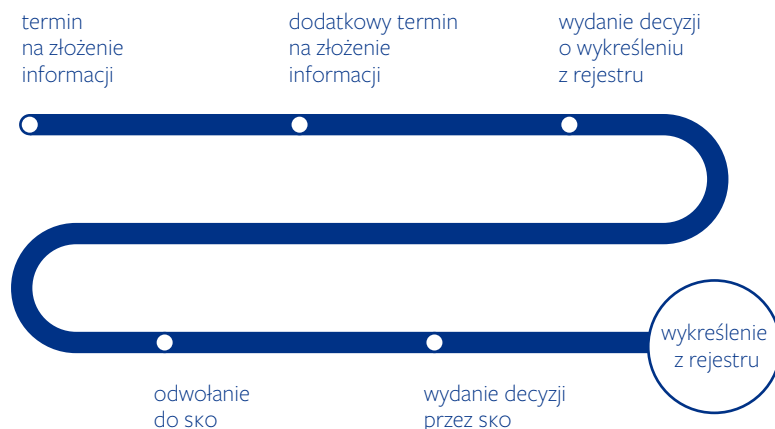 termin
na złożenie
informacji
dodatkowy termin
na złożenie
informacji
wydanie decyzji
o wykreśleniu
z rejestru
wykreślenie
z rejestru
odwołanie
do sko
wydanie decyzji
przez sko